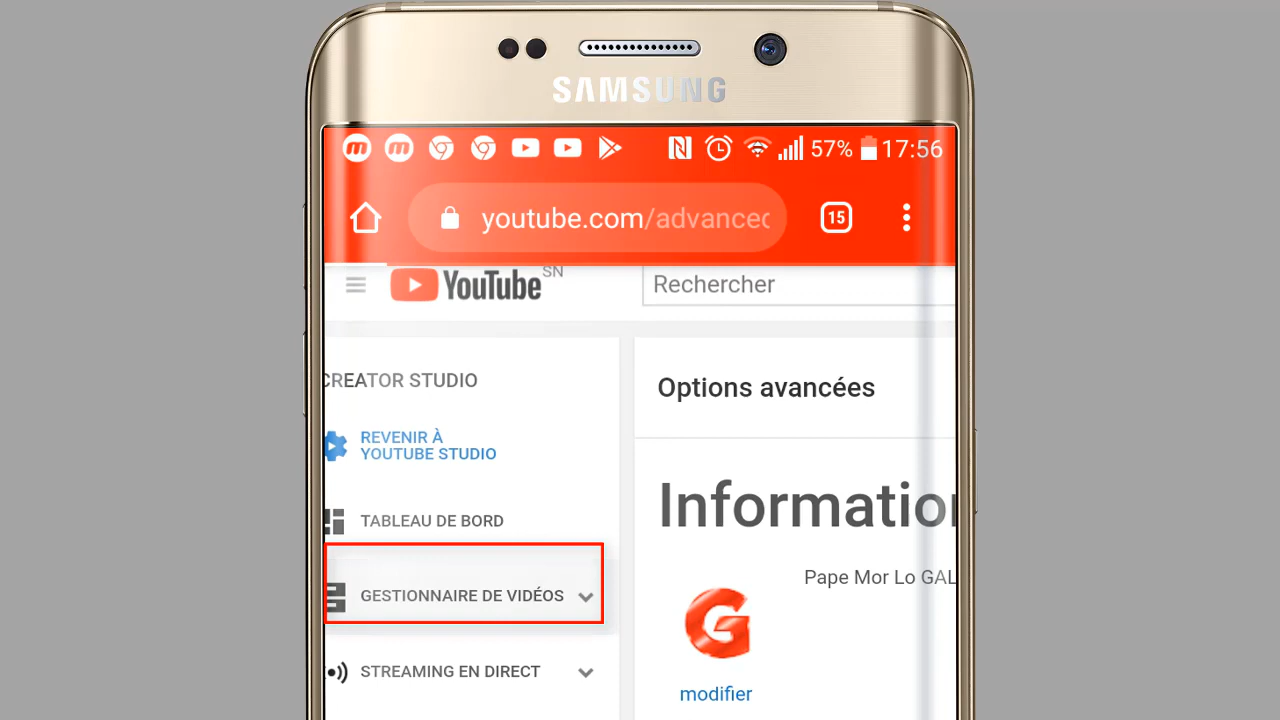 SAMSUNG
57% 17:56
youtube.com/advanced
15
YouTube SN
Rechercher
CREATOR STUDIO
REVENIR À
YOUTUBE STUDIO
TABLEAU DE BORD
GESTIONNAIRE DE VIDÉOS
STREAMING EN DIRECT
Options avancées
Information
Pape Mor Lo GAL
modifier